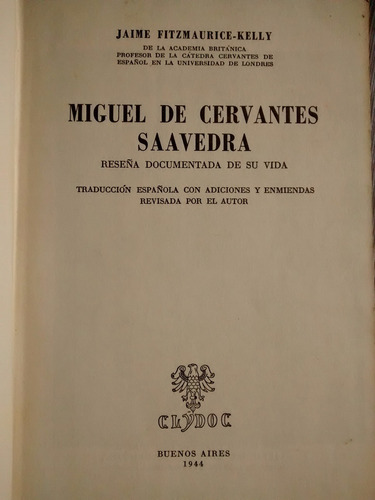 JAIME FITZMAURICE-KELLY
DE LA ACADEMIA BRITÁNICA
PROFESOR DE LA CÁTEDRA CERVANTES DE
ESPAÑOL EN LA UNIVERSIDAD DE LONDRES
MIGUEL DE CERVANTES
SAAVEDRA
RESEÑA DOCUMENTADA DE SU VIDA
TRADUCCIÓN ESPAÑOLA CON ADICIONES Y ENMIENDAS
REVISADA POR EL AUTOR
CLYDOC
BUENOS AIRES
1944